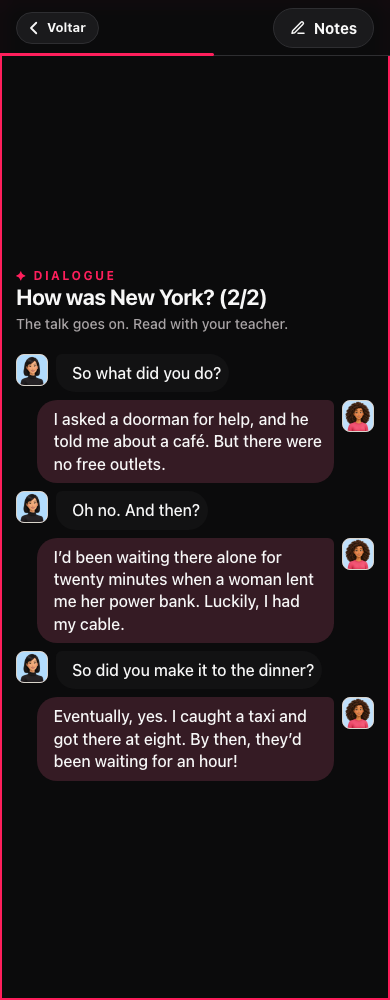 Voltar
Notes
DIALOGUE
How was New York? (2/2)
The talk goes on. Read with your teacher.
So what did you do?
I asked a doorman for help, and he
told me about a café. But there were
no free outlets.
Oh no. And then?
I’d been waiting there alone for
twenty minutes when a woman lent
me her power bank. Luckily, I had
my cable.
So did you make it to the dinner?
Eventually, yes. I caught a taxi and
got there at eight. By then, they’d
been waiting for an hour!